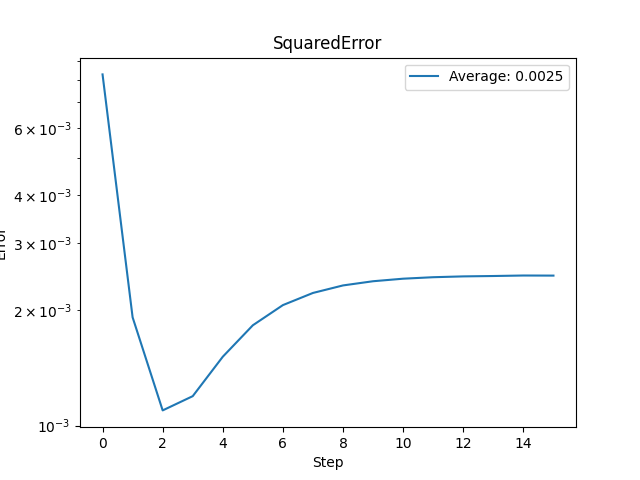 SquaredError
Average: 0.0025
6 × 10⁻³
4 × 10⁻³
3 × 10⁻³
2 × 10⁻³
10⁻³
Error
0 2 4 6 8 10 12 14
Step